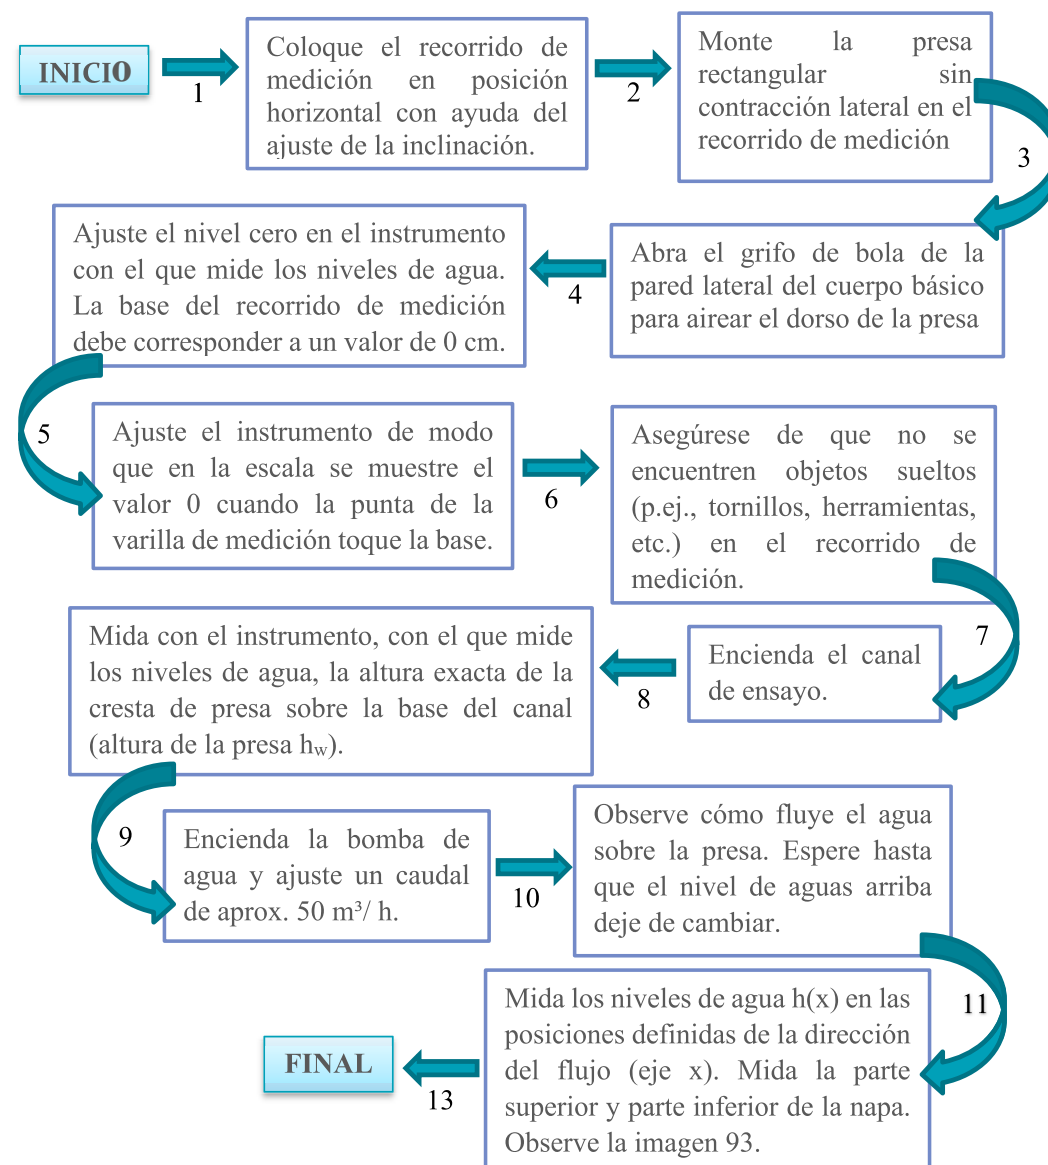 INICIO
1
Coloque el recorrido de
medición en posición
horizontal con ayuda del
ajuste de la inclinación.
2
Monte la presa
rectangular sin
contracción lateral en el
recorrido de medición
3
Abra el grifo de bola de la
pared lateral del cuerpo básico
para airear el dorso de la presa
4
Ajuste el nivel cero en el instrumento
con el que mide los niveles de agua.
La base del recorrido de medición
debe corresponder a un valor de 0 cm.
5
Ajuste el instrumento de modo
que en la escala se muestre el
valor 0 cuando la punta de la
varilla de medición toque la base.
6
Asegúrese de que no se
encuentren objetos sueltos
(p.ej., tornillos, herramientas,
etc.) en el recorrido de
medición.
7
Encienda el canal
de ensayo.
8
Mida con el instrumento, con el que mide
los niveles de agua, la altura exacta de la
cresta de presa sobre la base del canal
(altura de la presa hw).
9
Encienda la bomba de
agua y ajuste un caudal
de aprox. 50 m³/ h.
10
Observe cómo fluye el agua
sobre la presa. Espere hasta
que el nivel de aguas arriba
deje de cambiar.
11
Mida los niveles de agua h(x) en las
posiciones definidas de la dirección
del flujo (eje x). Mida la parte
superior y parte inferior de la napa.
Observe la imagen 93.
13
FINAL